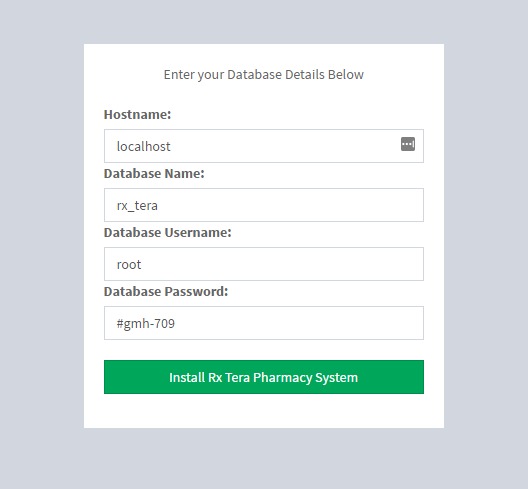 Enter your Database Details Below
Hostname:
localhost
Database Name:
rx_tera
Database Username:
root
Database Password:
#gmh-709
Install Rx Tera Pharmacy System